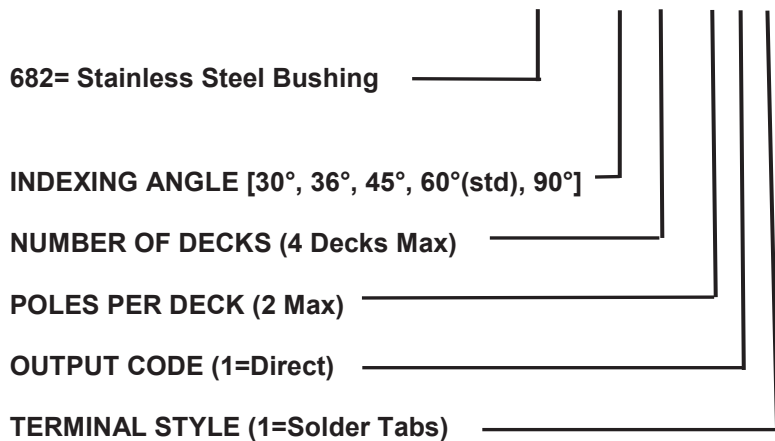 682= Stainless Steel Bushing
INDEXING ANGLE [30°, 36°, 45°, 60°(std), 90°]
NUMBER OF DECKS (4 Decks Max)
POLES PER DECK (2 Max)
OUTPUT CODE (1=Direct)
TERMINAL STYLE (1=Solder Tabs)